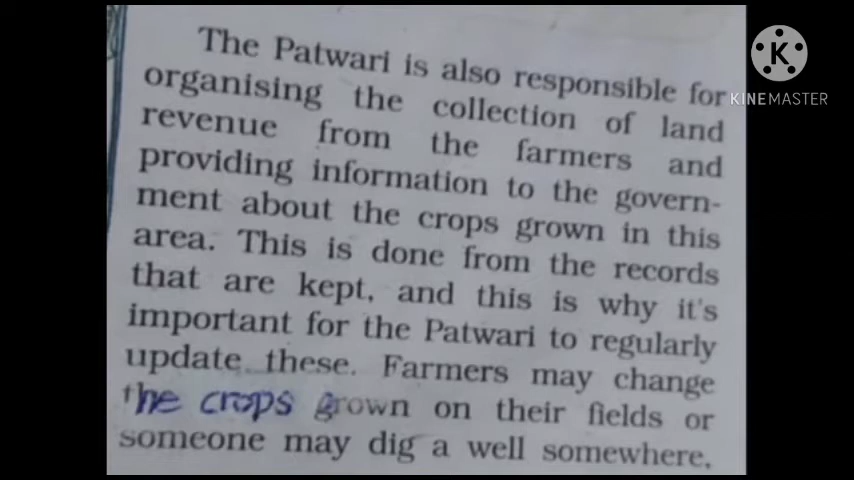 The Patwari is also responsible for
organising the collection of land
revenue from the farmers and
providing information to the govern-
ment about the crops grown in this
area. This is done from the records
that are kept, and this is why it's
important for the Patwari to regularly
update these. Farmers may change
the crops grown on their fields or
someone may dig a well somewhere,
K
KINEMASTER